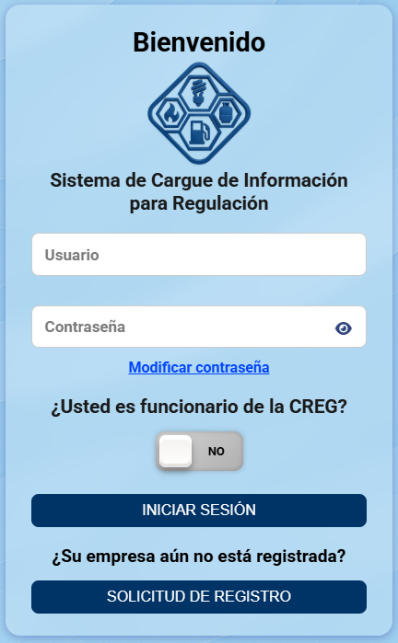 Bienvenido
Sistema de Cargue de Información
para Regulación
Usuario
Contraseña
Modificar contraseña
¿Usted es funcionario de la CREG?
NO
INICIAR SESIÓN
¿Su empresa aún no está registrada?
SOLICITUD DE REGISTRO